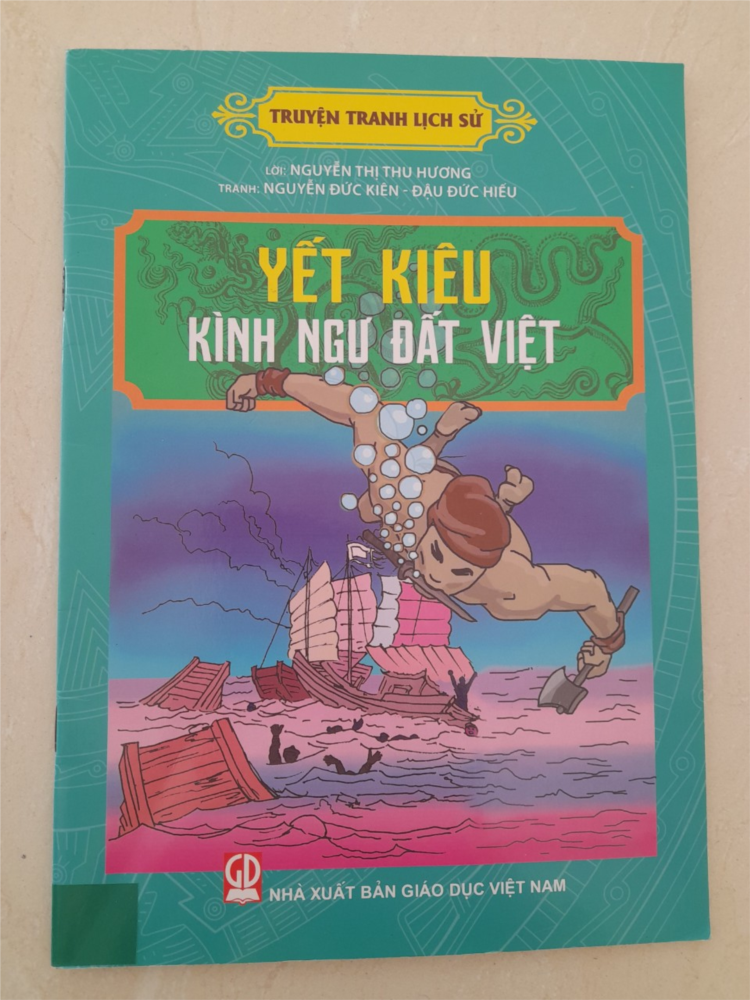 TRUYỆN TRANH LỊCH SỬ
LỜI: NGUYỄN THỊ THU HƯƠNG
TRANH: NGUYỄN ĐỨC KIÊN - ĐẬU ĐỨC HIẾU
YẾT KIÊU
KÌNH NGƯ ĐẤT VIỆT
GD
NHÀ XUẤT BẢN GIÁO DỤC VIỆT NAM